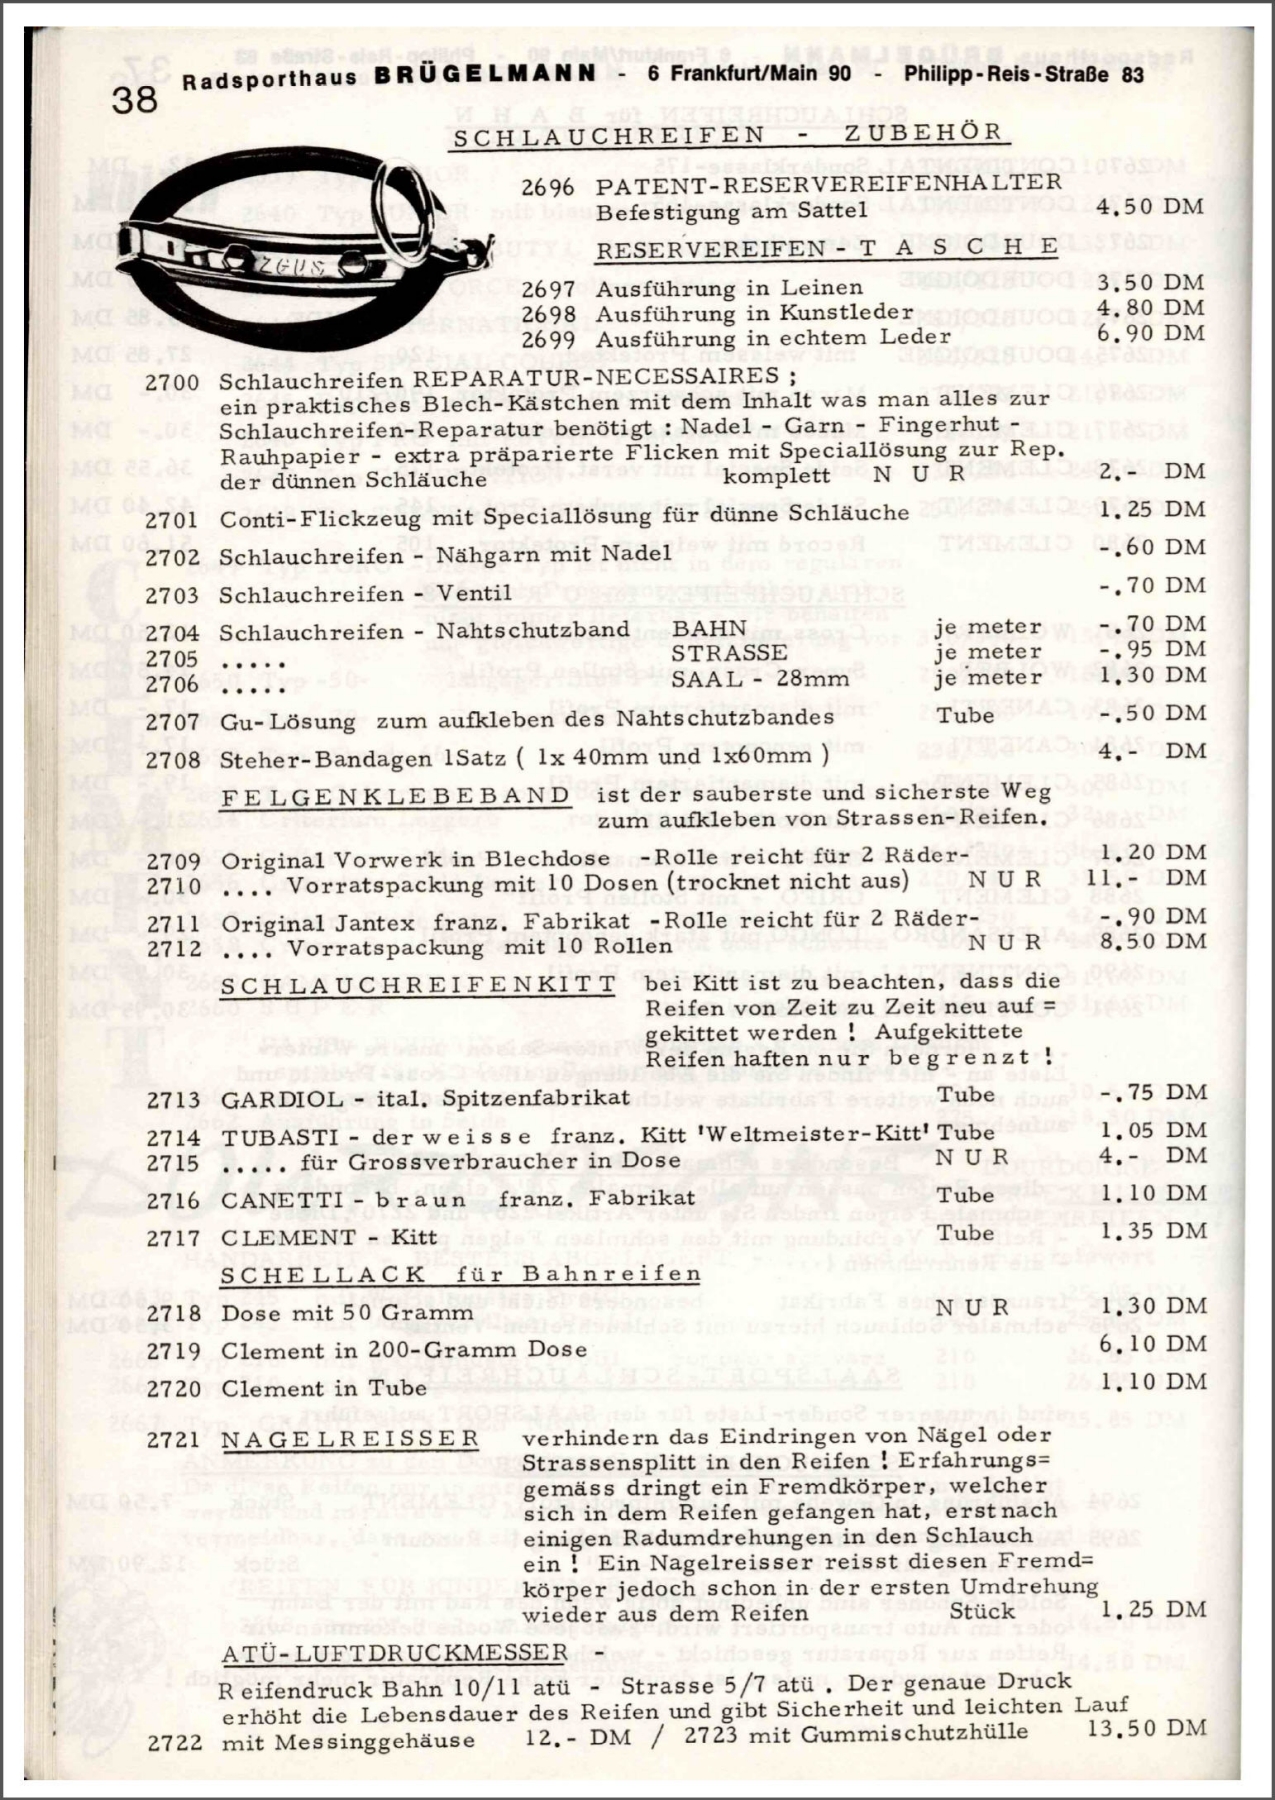 38
Radsporthaus BRÜGELMANN - 6 Frankfurt/Main 90 - Philipp-Reis-Straße 83
SCHLAUCHREIFEN - ZUBEHÖR
ZEUS
2696 PATENT-RESERVEREIFENHALTER
Befestigung am Sattel 4.50 DM
RESERVEREIFEN - T A S C H E
2697 Ausführung in Leinen 3.50 DM
2698 Ausführung in Kunstleder 4.80 DM
2699 Ausführung in echtem Leder 6.90 DM
2700 Schlauchreifen REPARATUR-NECESSAIRES ;
ein praktisches Blech-Kästchen mit dem Inhalt was man alles zur
Schlauchreifen-Reparatur benötigt : Nadel - Garn - Fingerhut -
Rauhpapier - extra präparierte Flicken mit Speciallösung zur Rep.
der dünnen Schläuche komplett N U R 2.- DM
2701 Conti-Flickzeug mit Speciallösung für dünne Schläuche 1.25 DM
2702 Schlauchreifen - Nähgarn mit Nadel -.60 DM
2703 Schlauchreifen - Ventil -.70 DM
2704 Schlauchreifen - Nahtschutzband BAHN je meter -.70 DM
2705 ..... STRASSE je meter -.95 DM
2706 ..... SAAL - 28mm je meter 1.30 DM
2707 Gu-Lösung zum aufkleben des Nahtschutzbandes Tube -.50 DM
2708 Steher-Bandagen 1Satz ( 1x 40mm und 1x60mm ) 4.- DM
FELGENKLEBEBAND ist der sauberste und sicherste Weg
zum aufkleben von Strassen-Reifen.
2709 Original Vorwerk in Blechdose -Rolle reicht für 2 Räder- 1.20 DM
2710 .... Vorratspackung mit 10 Dosen (trocknet nicht aus) N U R 11.- DM
2711 Original Jantex franz. Fabrikat -Rolle reicht für 2 Räder- -.90 DM
2712 .... Vorratspackung mit 10 Rollen N U R 8.50 DM
SCHLAUCHREIFENKITT bei Kitt ist zu beachten, dass die
Reifen von Zeit zu Zeit neu auf =
gekittet werden ! Aufgekittete
Reifen haften nur begrenzt !
2713 GARDIOL - ital. Spitzenfabrikat Tube -.75 DM
2714 TUBASTI - der weisse franz. Kitt 'Weltmeister-Kitt' Tube 1.05 DM
2715 ..... für Grossverbraucher in Dose N U R 4.- DM
2716 CANETTI - braun franz. Fabrikat Tube 1.10 DM
2717 CLEMENT - Kitt Tube 1.35 DM
SCHELLACK für Bahnreifen
2718 Dose mit 50 Gramm N U R 1.30 DM
2719 Clement in 200-Gramm Dose 6.10 DM
2720 Clement in Tube 1.10 DM
2721 NAGELREISSER verhindern das Eindringen von Nägel oder
Strassensplitt in den Reifen ! Erfahrungs=
gemäss dringt ein Fremdkörper, welcher
sich in dem Reifen gefangen hat, erst nach
einigen Radumdrehungen in den Schlauch
ein ! Ein Nagelreisser reisst diesen Fremd=
körper jedoch schon in der ersten Umdrehung
wieder aus dem Reifen Stück 1.25 DM
ATÜ-LUFTDRUCKMESSER -
Reifendruck Bahn 10/11 atü - Strasse 5/7 atü . Der genaue Druck
erhöht die Lebensdauer des Reifen und gibt Sicherheit und leichten Lauf
2722 mit Messinggehäuse 12.- DM / 2723 mit Gummischutzhülle 13.50 DM